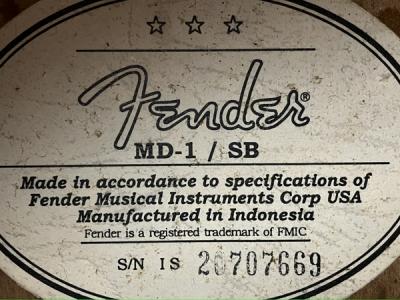 Fender®
MD-1 / SB
Made in accordance to specifications of
Fender Musical Instruments Corp USA
Manufactured in Indonesia
Fender is a registered trademark of FMIC
S/N IS 20707669